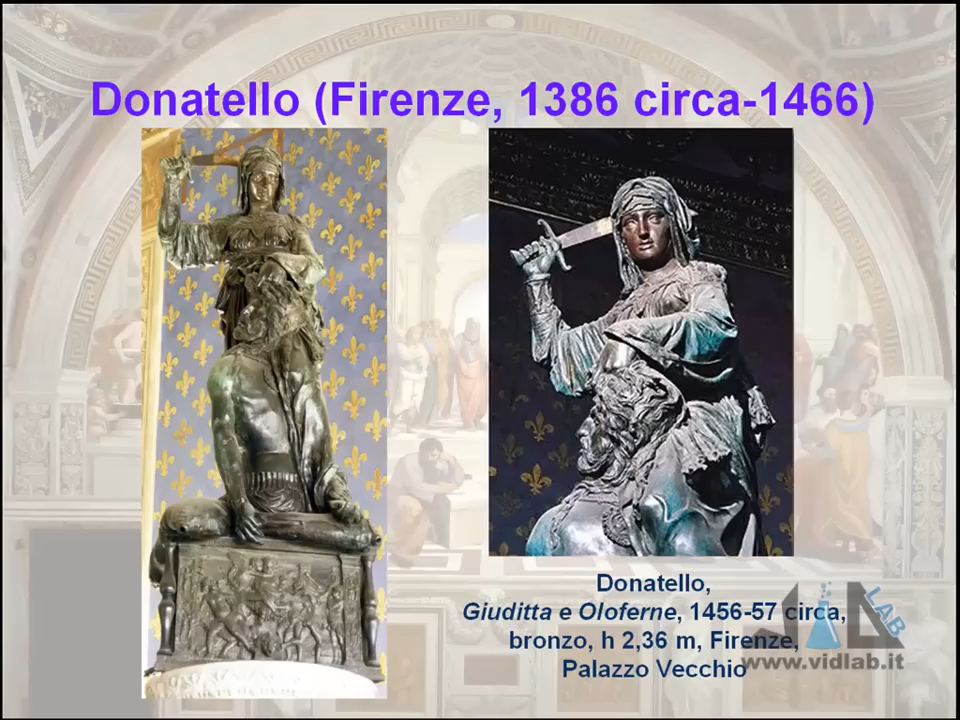 Donatello (Firenze, 1386 circa-1466)
Donatello,
Giuditta e Oloferne, 1456-57 circa,
bronzo, h 2,36 m, Firenze,
Palazzo Vecchio
LAB
www.vidlab.it